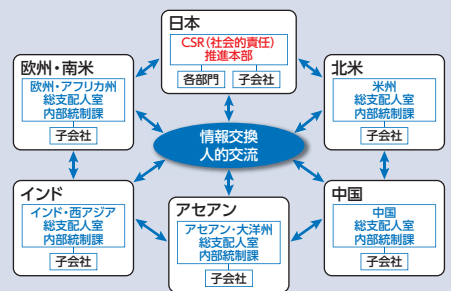 日本
CSR（社会的責任）
推進本部
各部門
子会社
欧州・南米
欧州・アフリカ州
総支配人室
内部統制課
子会社
北米
米州
総支配人室
内部統制課
子会社
情報交換
人的交流
インド
インド・西アジア
総支配人室
内部統制課
子会社
アセアン
アセアン・大洋州
総支配人室
内部統制課
子会社
中国
中国
総支配人室
内部統制課
子会社